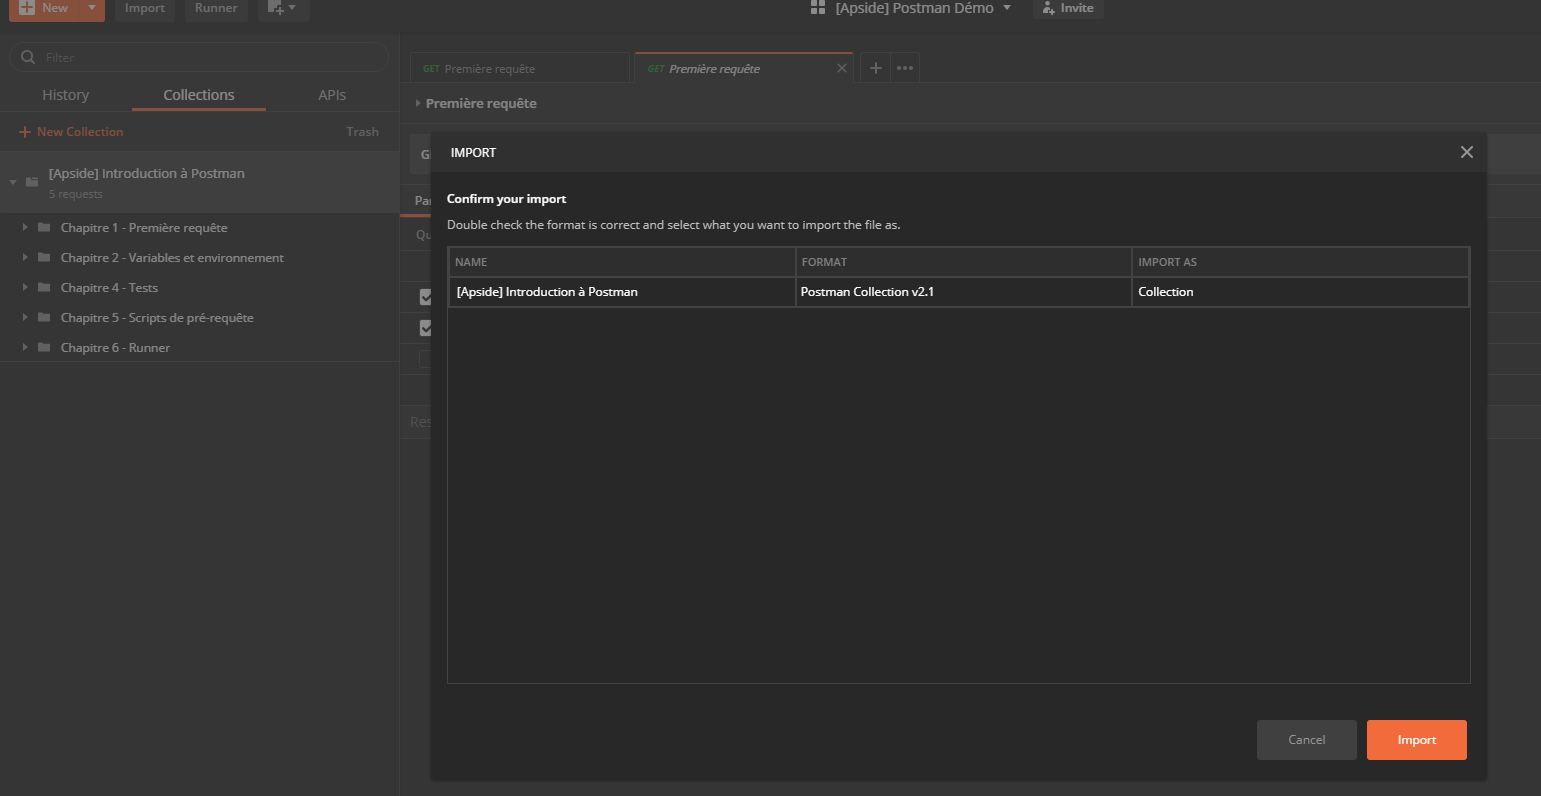 New
Import
Runner
[Apside] Postman Démo
Invite
Filter
History
Collections
APIs
New Collection
Trash
[Apside] Introduction à Postman
5 requests
Chapitre 1 - Première requête
Chapitre 2 - Variables et environnement
Chapitre 4 - Tests
Chapitre 5 - Scripts de pré-requête
Chapitre 6 - Runner
GET Première requête
GET Première requête
Première requête
IMPORT
Confirm your import
Double check the format is correct and select what you want to import the file as.
NAME FORMAT IMPORT AS
[Apside] Introduction à Postman Postman Collection v2.1 Collection
Cancel
Import